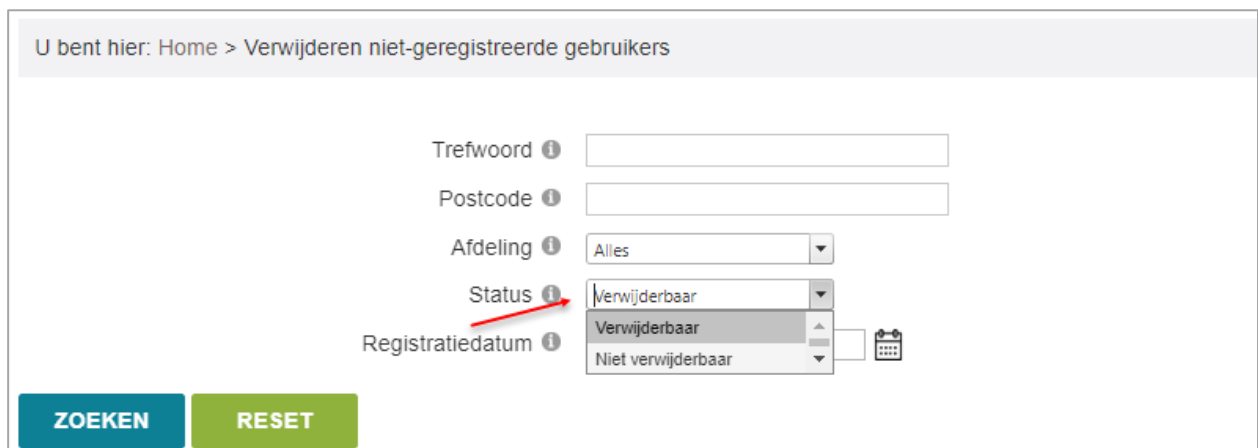 U bent hier: Home > Verwijderen niet-geregistreerde gebruikers
Trefwoord
Postcode
Afdeling Alles
Status Verwijderbaar
Verwijderbaar
Registratiedatum
Niet verwijderbaar
ZOEKEN RESET